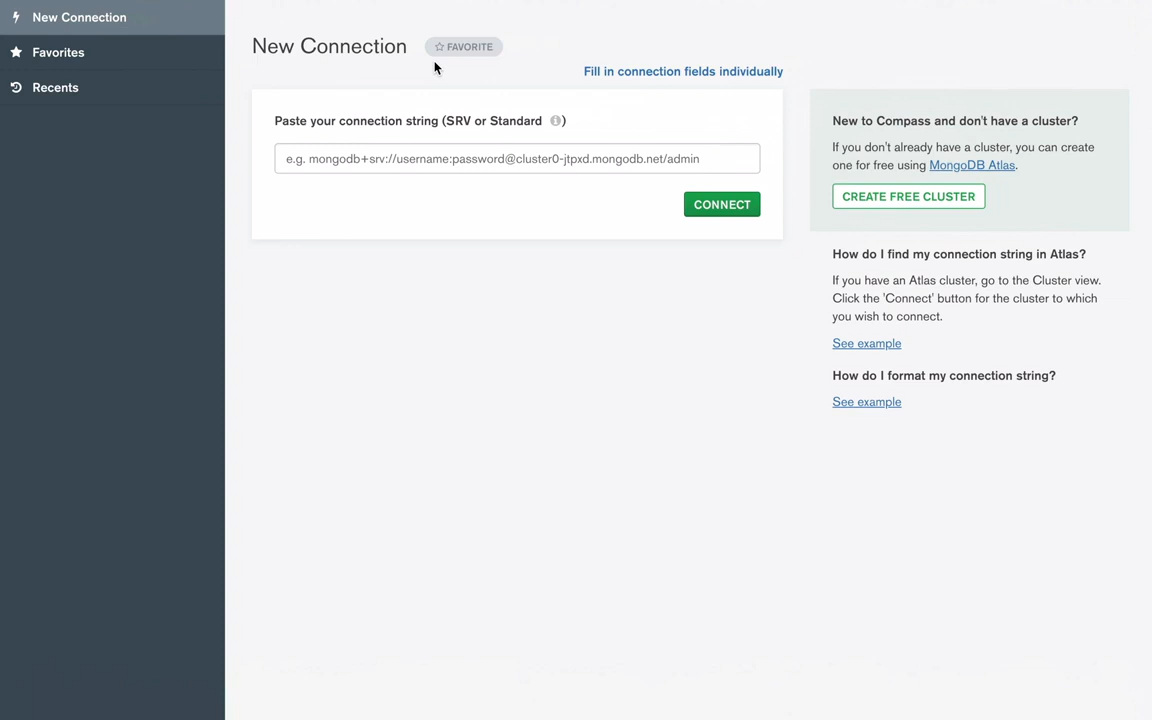 New Connection
Favorites
Recents
New Connection
FAVORITE
Fill in connection fields individually
Paste your connection string (SRV or Standard )
e.g. mongodb+srv://username:password@cluster0-jtpxd.mongodb.net/admin
CONNECT
New to Compass and don't have a cluster?
If you don't already have a cluster, you can create
one for free using MongoDB Atlas.
CREATE FREE CLUSTER
How do I find my connection string in Atlas?
If you have an Atlas cluster, go to the Cluster view.
Click the 'Connect' button for the cluster to which
you wish to connect.
See example
How do I format my connection string?
See example